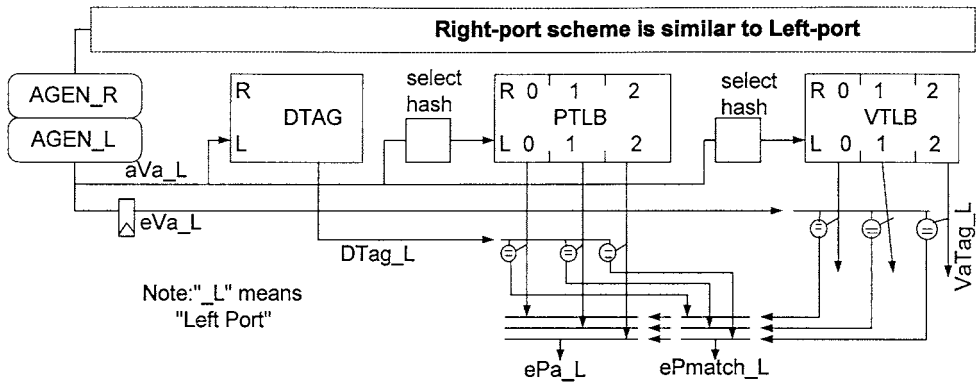 Right-port scheme is similar to Left-port
AGEN_R
AGEN_L
R
DTAG
L
select
hash
R 0 1 2
PTLB
L 0 1 2
select
hash
R 0 1 2
VTLB
L 0 1 2
aVa_L
eVa_L
DTag_L
= = =
= = =
VaTag_L
Note:"_L" means
"Left Port"
ePa_L
ePmatch_L